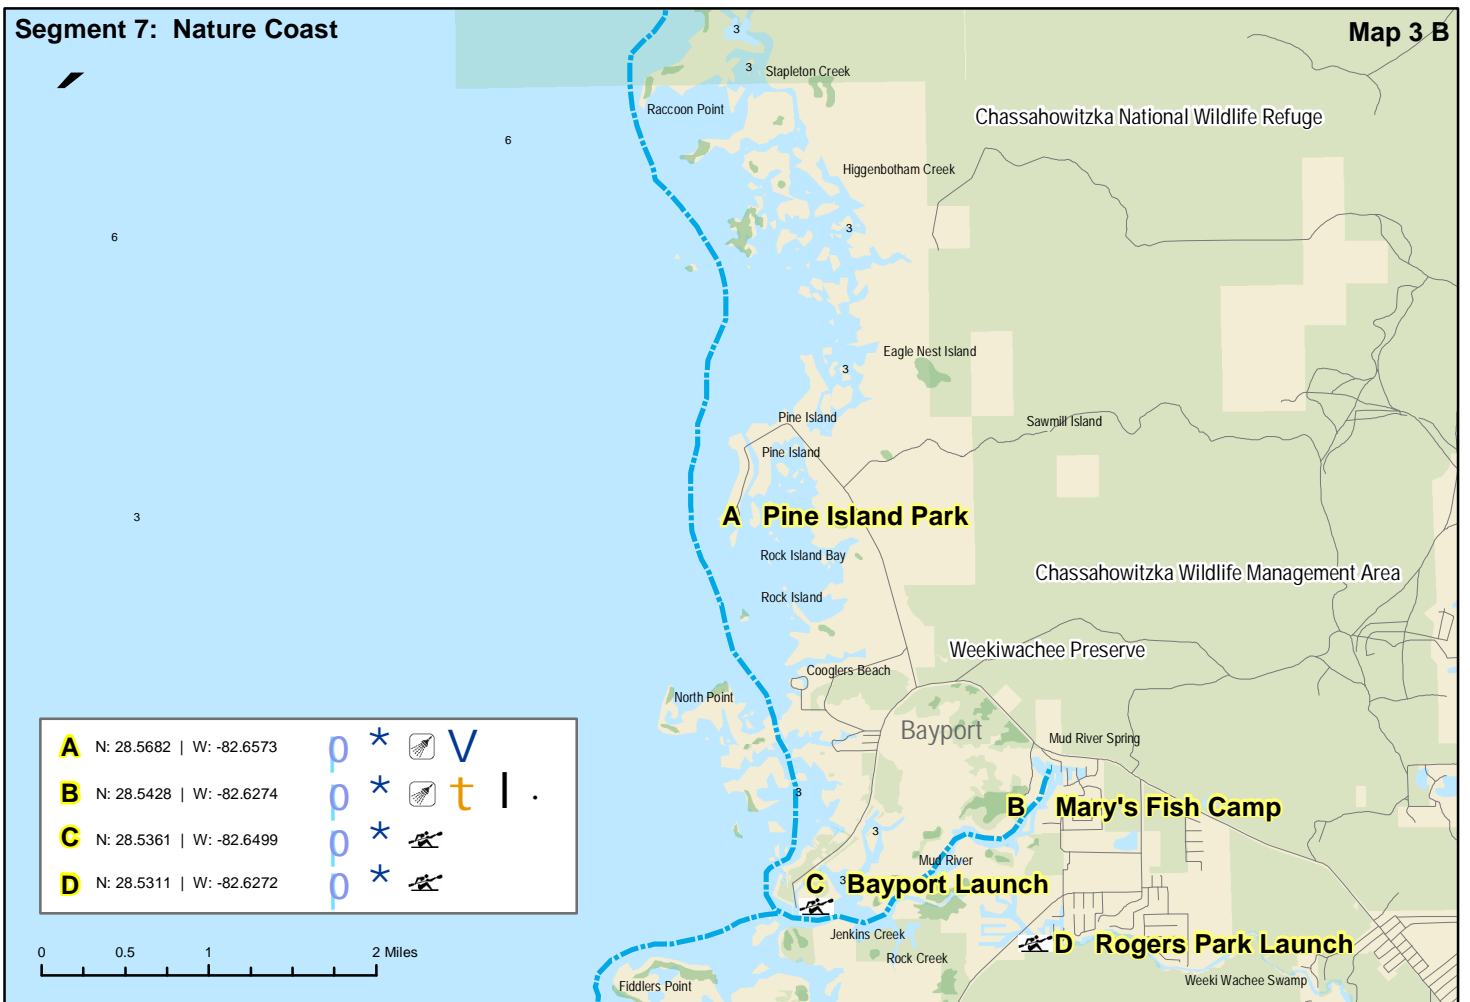 Segment 7: Nature Coast
Map 3 B
3
3
Stapleton Creek
Raccoon Point
Chassahowitzka National Wildlife Refuge
6
Higgenbotham Creek
3
6
Eagle Nest Island
3
Pine Island
Sawmill Island
Pine Island
A Pine Island Park
3
Rock Island Bay
Chassahowitzka Wildlife Management Area
Rock Island
Weekiwachee Preserve
Cooglers Beach
North Point
Bayport
Mud River Spring
A N: 28.5682 | W: -82.6573 p * V
B N: 28.5428 | W: -82.6274 p * t l .
C N: 28.5361 | W: -82.6499 p *
D N: 28.5311 | W: -82.6272 p *
3
B Mary's Fish Camp
3
Mud River
3
C Bayport Launch
Jenkins Creek
D Rogers Park Launch
Rock Creek
Weeki Wachee Swamp
Fiddlers Point
0 0.5 1 2 Miles